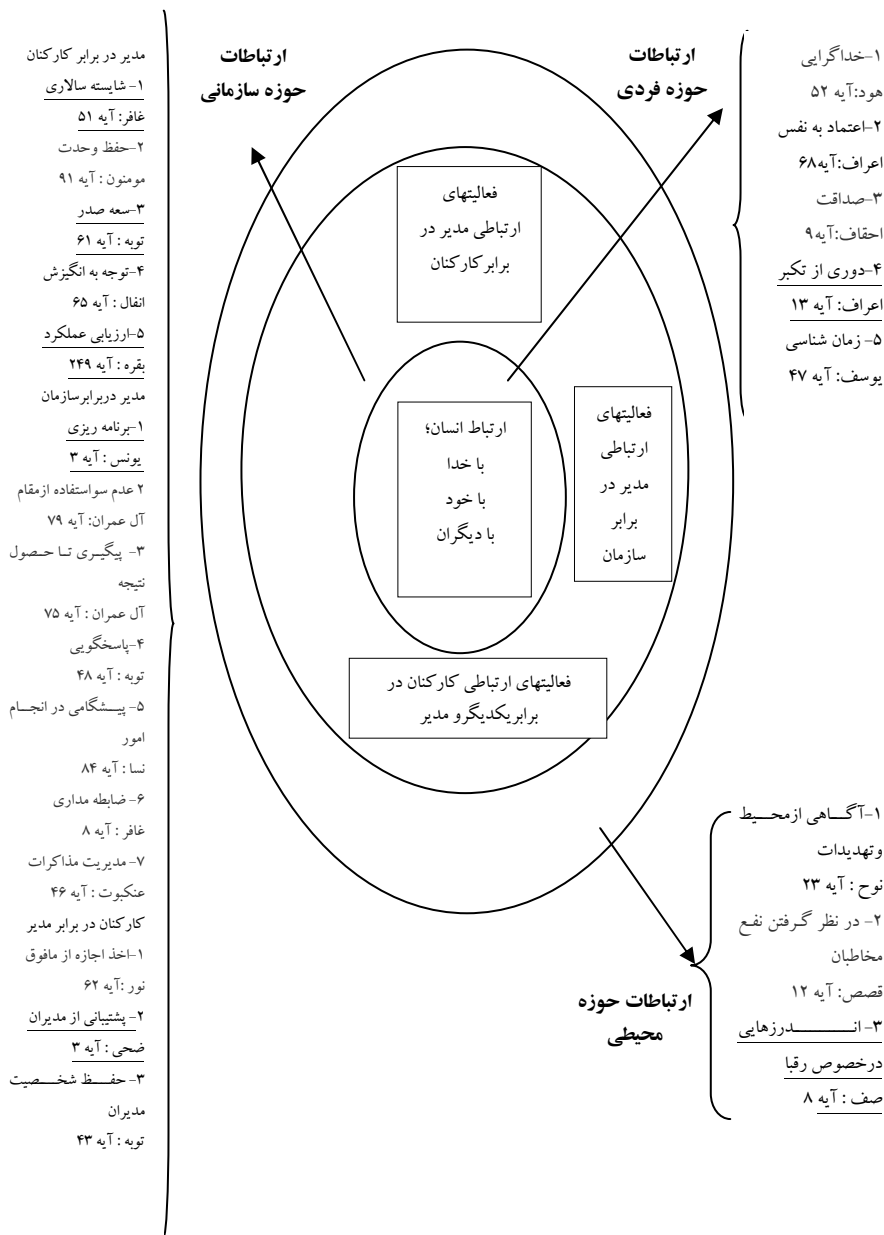 ارتباطات
حوزه فردی
۱-خداگرایی
هود:آیه ۵۲
۲-اعتماد به نفس
اعراف:آیه۶۸
۳-صداقت
احقاف:آیه۹
۴-دوری از تکبر
اعراف: آیه ۱۳
۵- زمان شناسی
یوسف: آیه ۴۷
ارتباطات
حوزه سازمانی
مدیر در برابر کارکنان
۱- شایسته سالاری
غافر: آیه ۵۱
۲-حفظ وحدت
مومنون : آیه ۹۱
۳-سعه صدر
توبه : آیه ۶۱
۴-توجه به انگیزش
انفال : آیه ۶۵
۵-ارزیابی عملکرد
بقره : آیه ۲۴۹
مدیر دربرابرسازمان
۱-برنامه ریزی
یونس : آیه ۳
۲ عدم سواستفاده ازمقام
آل عمران: آیه ۷۹
۳- پیگیری تا حصول
نتیجه
آل عمران : آیه ۷۵
۴-پاسخگویی
توبه : آیه ۴۸
۵- پیشگامی در انجام
امور
نسا : آیه ۸۴
۶- ضابطه مداری
غافر : آیه ۸
۷- مدیریت مذاکرات
عنکبوت : آیه ۴۶
کارکنان در برابر مدیر
۱-اخذ اجازه از مافوق
نور :آیه ۶۲
۲- پشتیبانی از مدیران
ضحی : آیه ۳
۳- حفظ شخصیت
مدیران
توبه : آیه ۴۳
فعالیتهای
ارتباطی مدیر در
برابرکارکنان
ارتباط انسان؛
با خدا
با خود
با دیگران
فعالیتهای
ارتباطی
مدیر در
برابر
سازمان
فعالیتهای ارتباطی کارکنان در
برابریکدیگرو مدیر
ارتباطات حوزه
محیطی
۱-آگاهی ازمحیط
وتهدیدات
نوح : آیه ۲۳
۲- در نظر گرفتن نفع
مخاطبان
قصص: آیه ۱۲
۳- اندرزهایی
درخصوص رقبا
صف : آیه ۸